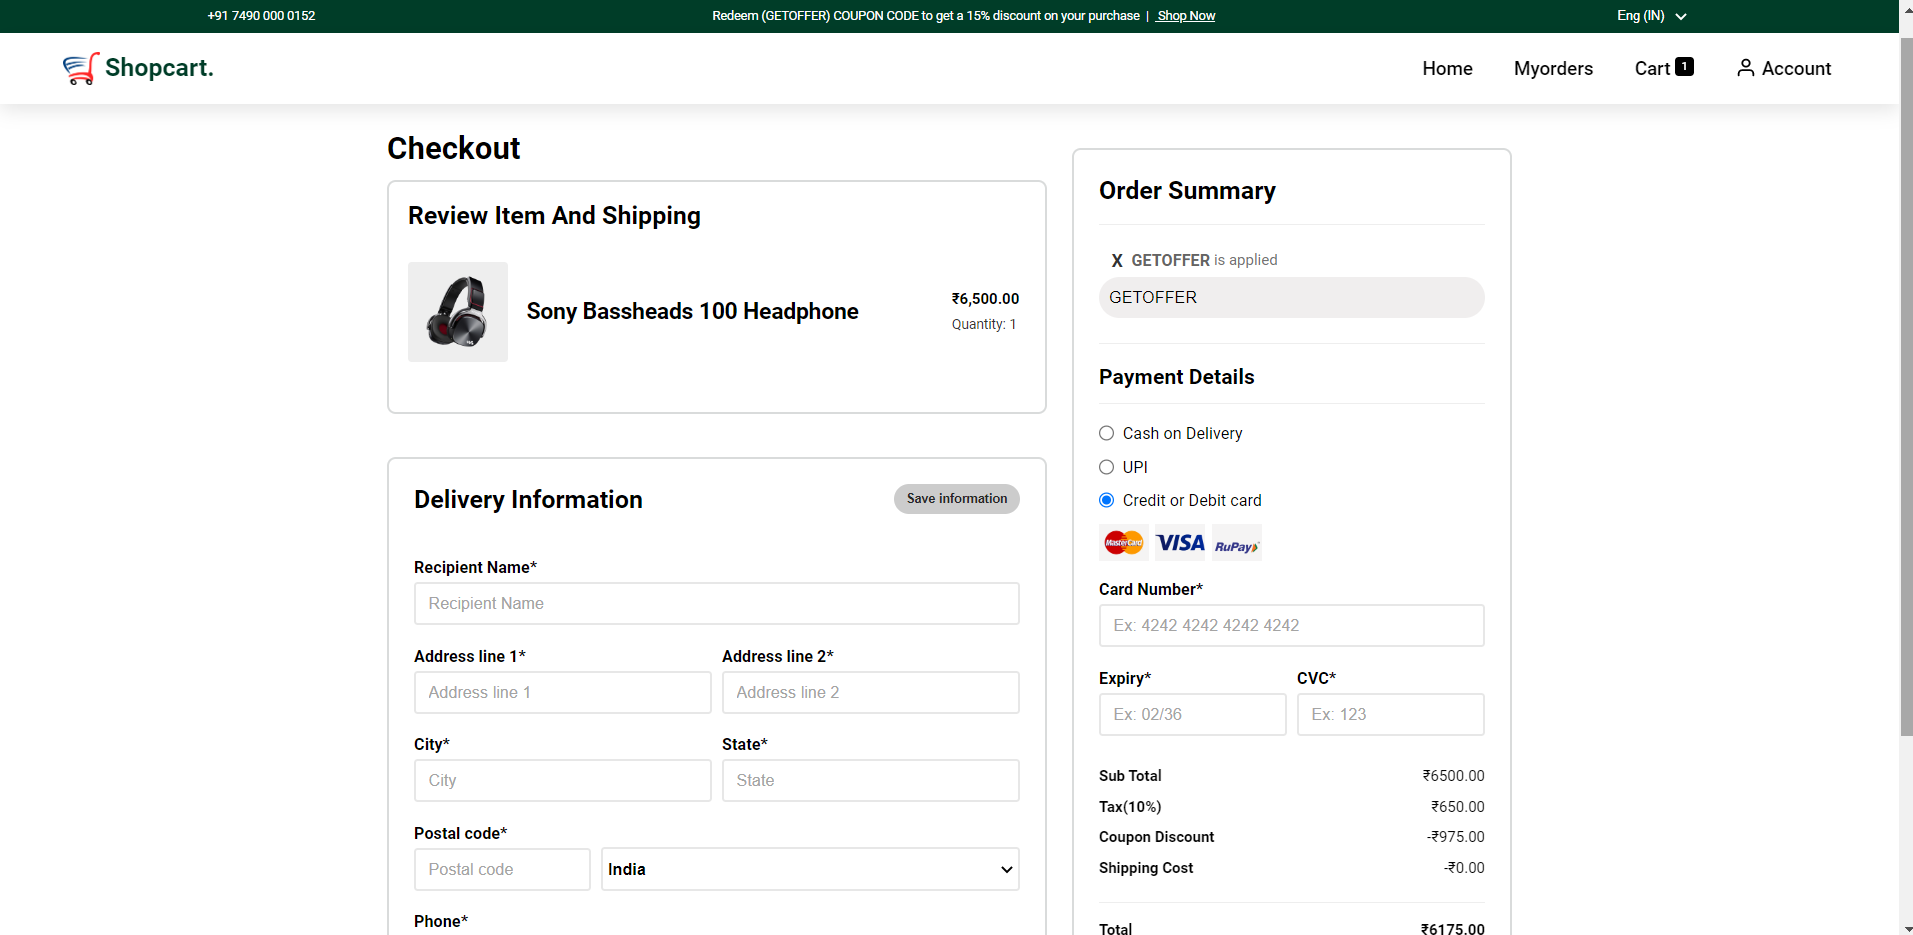 +91 7490 000 0152
Redeem (GETOFFER) COUPON CODE to get a 15% discount on your purchase | Shop Now
Eng (IN)
Shopcart.
Home
Myorders
Cart 1
Account
Checkout
Review Item And Shipping
Sony Bassheads 100 Headphone
₹6,500.00
Quantity: 1
Delivery Information
Save information
Recipient Name*
Recipient Name
Address line 1*
Address line 2*
Address line 1
Address line 2
City*
State*
City
State
Postal code*
Postal code
India
Phone*
Order Summary
X GETOFFER is applied
GETOFFER
Payment Details
Cash on Delivery
UPI
Credit or Debit card
MasterCard
VISA
RuPay
Card Number*
Ex: 4242 4242 4242 4242
Expiry*
CVC*
Ex: 02/36
Ex: 123
Sub Total ₹6500.00
Tax(10%) ₹650.00
Coupon Discount -₹975.00
Shipping Cost -₹0.00
Total ₹6175.00